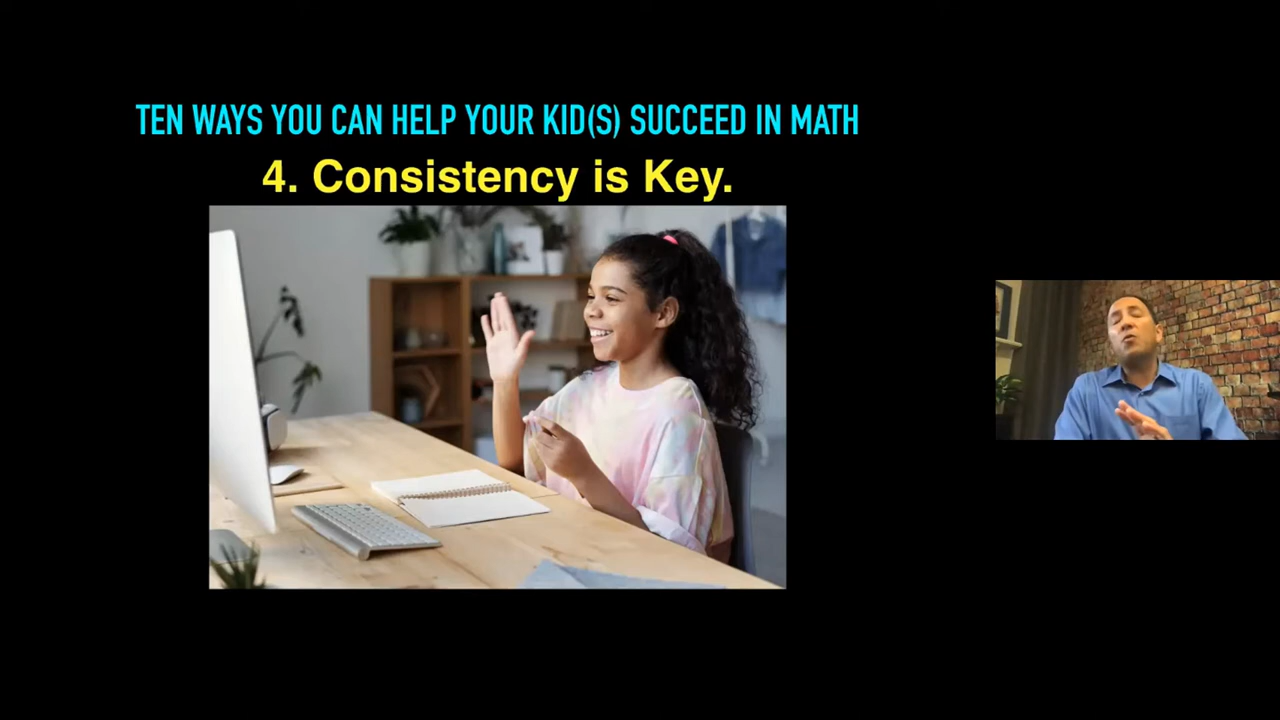 TEN WAYS YOU CAN HELP YOUR KID(S) SUCCEED IN MATH
4. Consistency is Key.